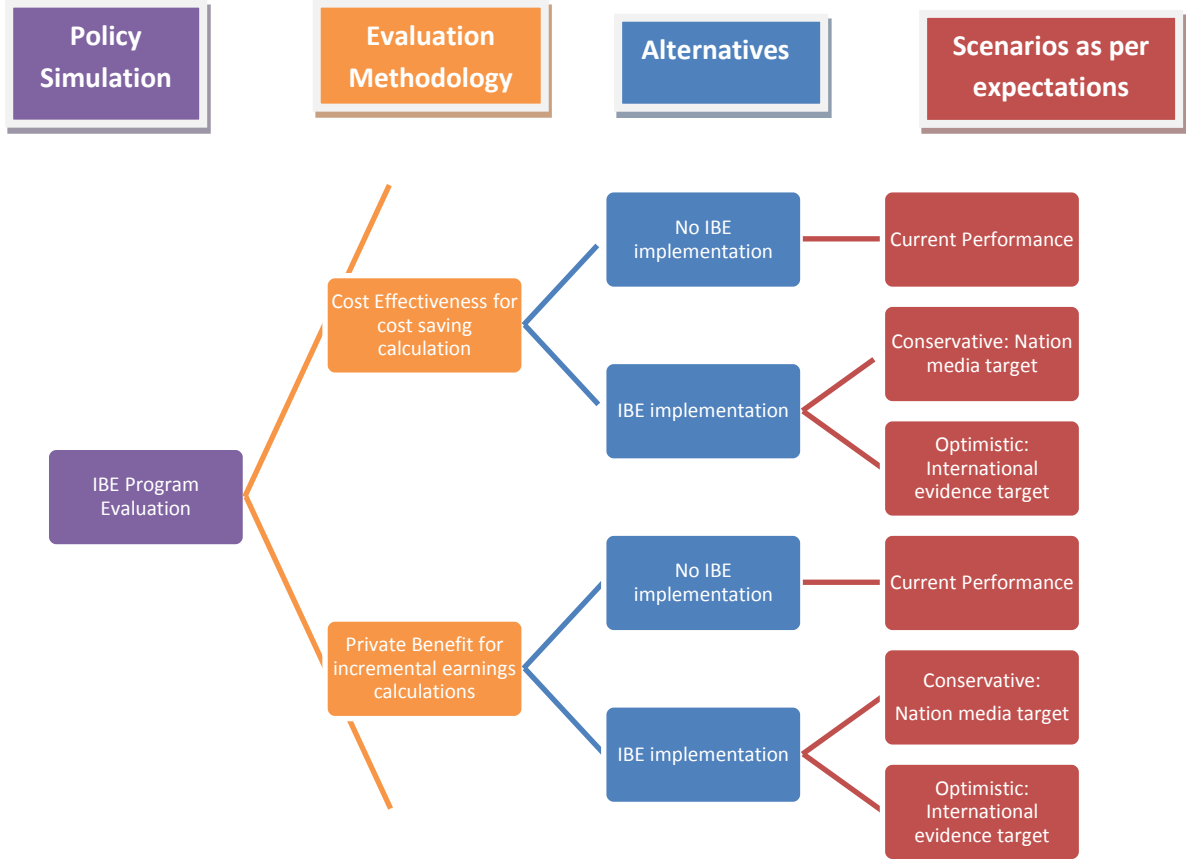 Policy
Simulation
Evaluation
Methodology
Alternatives
Scenarios as per
expectations
IBE Program
Evaluation
Cost Effectiveness for
cost saving
calculation
No IBE
implementation
Current Performance
IBE implementation
Conservative: Nation
media target
Optimistic:
International
evidence target
Private Benefit for
incremental earnings
calculations
No IBE
implementation
Current Performance
IBE implementation
Conservative:
Nation media target
Optimistic:
International
evidence target